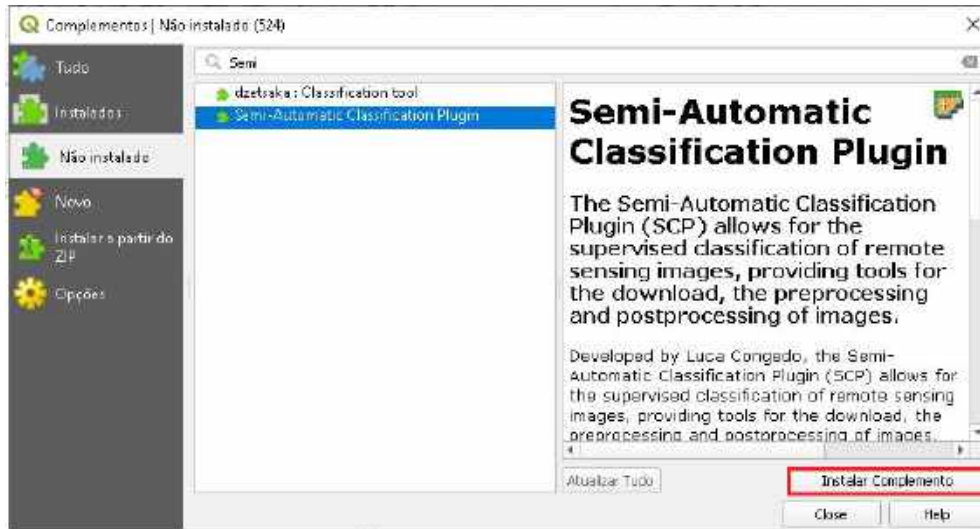 Complementos | Não instalado (524)
Semi
Tudo
Instalados
Não instalado
Novo
Instalar a partir do
ZIP
Opções
dzetsaka : Classification tool
Semi-Automatic Classification Plugin
Semi-Automatic
Classification Plugin
The Semi-Automatic Classification
Plugin (SCP) allows for the
supervised classification of remote
sensing images, providing tools for
the download, the preprocessing
and postprocessing of images.
Developed by Luca Congedo, the Semi-
Automatic Classification Plugin (SCP) allows for
the supervised classification of remote sensing
images, providing tools for the download, the
preprocessing and postprocessing of images.
Atualizar Tudo
Instalar Complemento
Close
Help